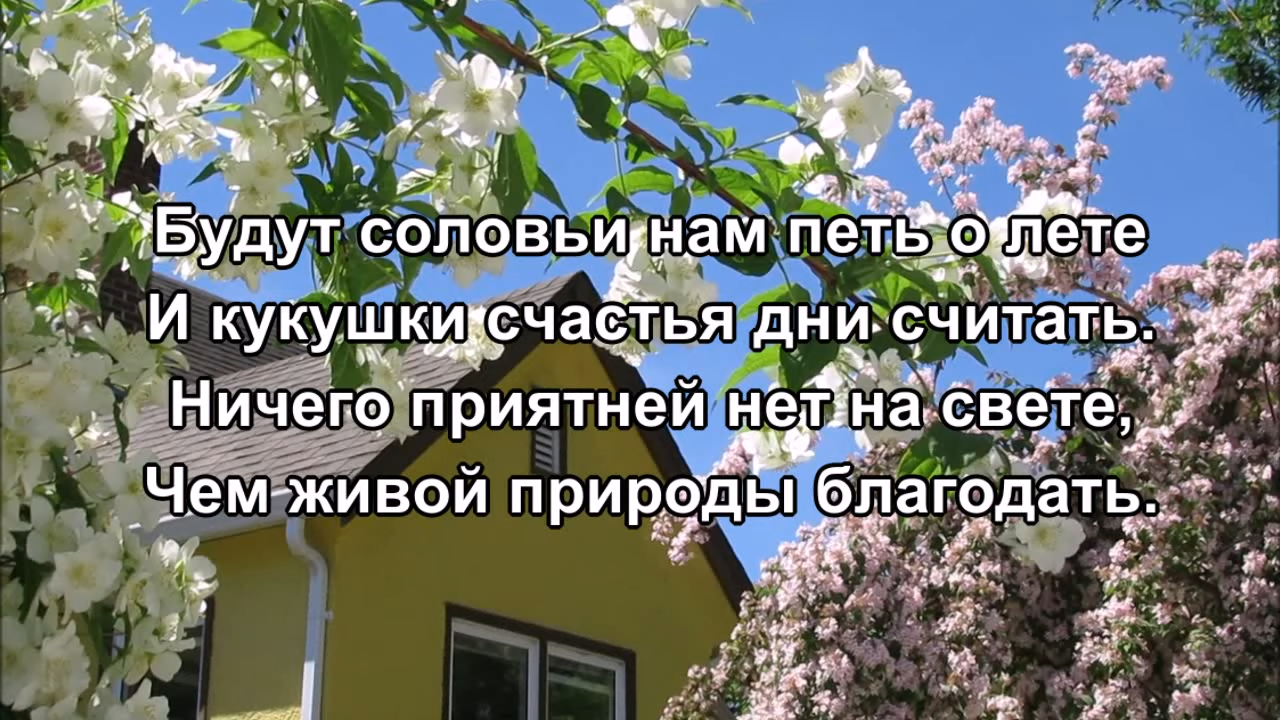 Будут соловьи нам петь о лете
И кукушки счастья дни считать.
Ничего приятней нет на свете,
Чем живой природы благодать.